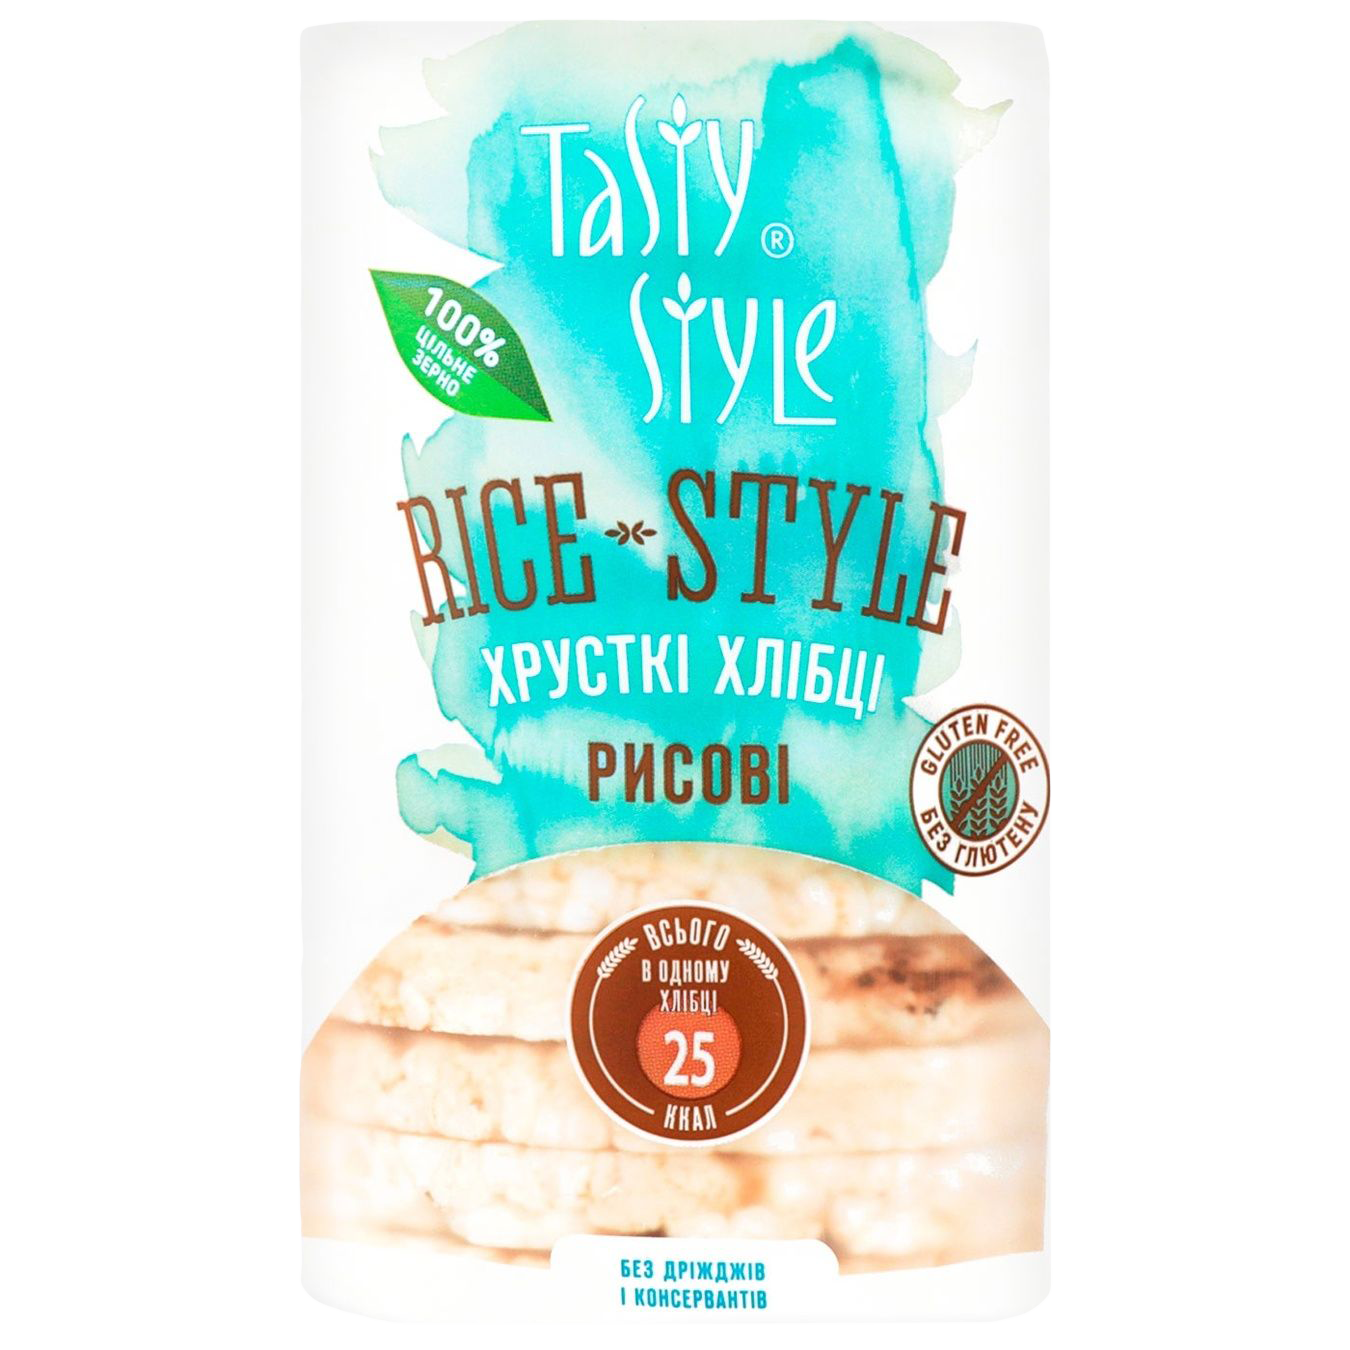 Tasty®
Style
100%
ЦІЛЬНЕ
ЗЕРНО
RICE STYLE
ХРУСТКІ ХЛІБЦІ
РИСОВІ
GLUTEN FREE
БЕЗ ГЛЮТЕНУ
ВСЬОГО
В ОДНОМУ
ХЛІБЦІ
25
ККАЛ
БЕЗ ДРІЖДЖІВ
І КОНСЕРВАНТІВ